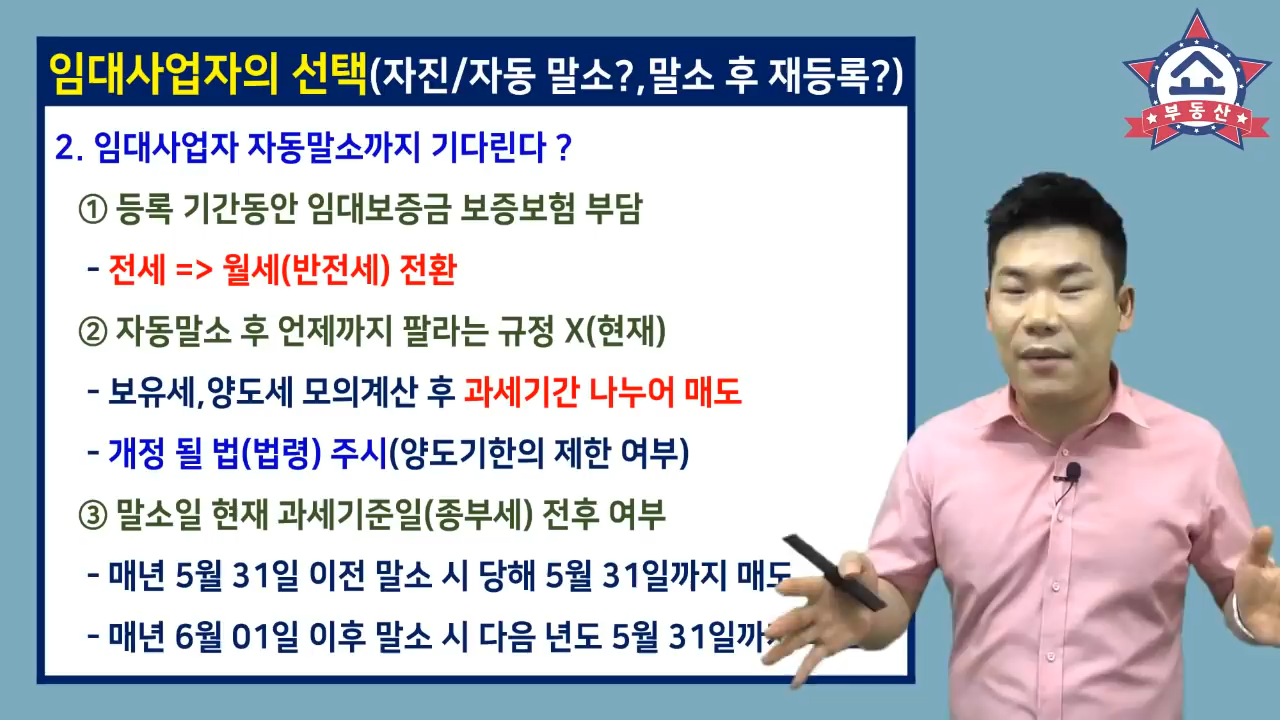 임대사업자의 선택(자진/자동 말소?,말소 후 재등록?)
부동산
2. 임대사업자 자동말소까지 기다린다 ?
① 등록 기간동안 임대보증금 보증보험 부담
- 전세 => 월세(반전세) 전환
② 자동말소 후 언제까지 팔라는 규정 X(현재)
- 보유세,양도세 모의계산 후 과세기간 나누어 매도
- 개정 될 법(법령) 주시(양도기한의 제한 여부)
③ 말소일 현재 과세기준일(종부세) 전후 여부
- 매년 5월 31일 이전 말소 시 당해 5월 31일까지 매도
- 매년 6월 01일 이후 말소 시 다음 년도 5월